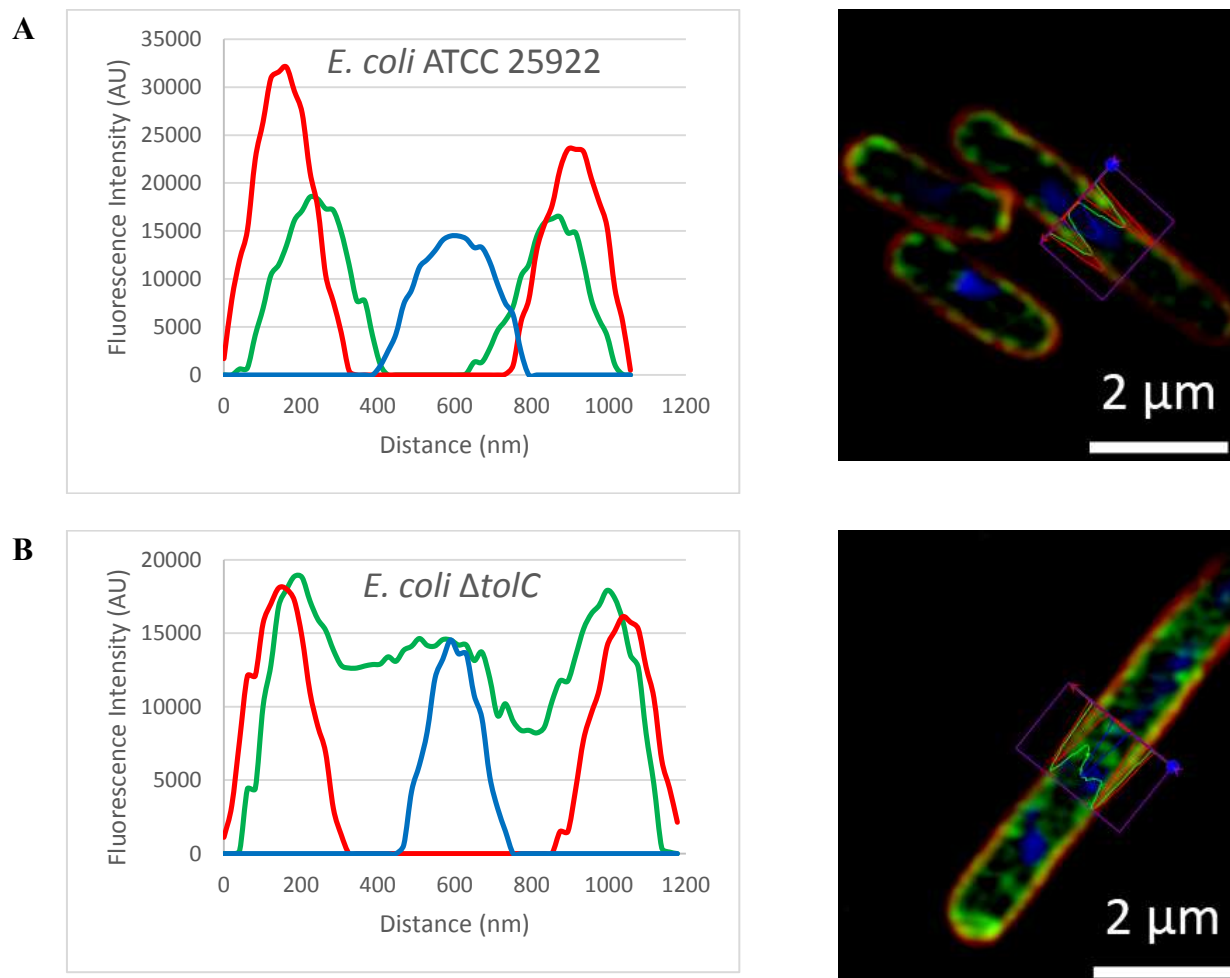 A
E. coli ATCC 25922
Fluorescence Intensity (AU)
35000
30000
25000
20000
15000
10000
5000
0
0 200 400 600 800 1000 1200
Distance (nm)
2 µm
B
E. coli ΔtolC
Fluorescence Intensity (AU)
20000
15000
10000
5000
0
0 200 400 600 800 1000 1200
Distance (nm)
2 µm